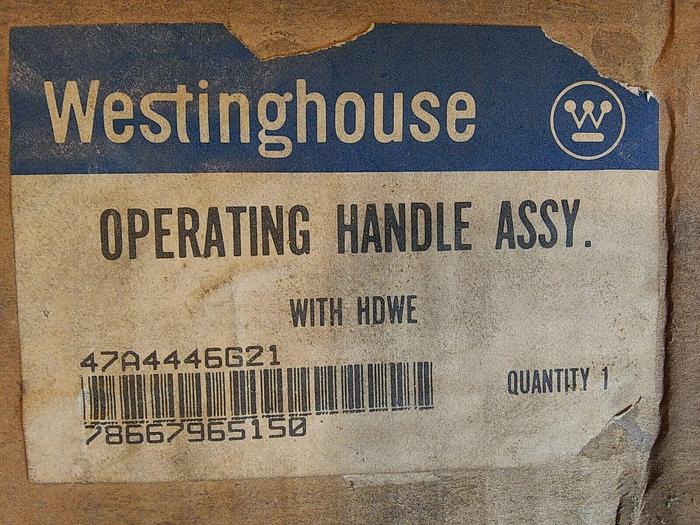 Westinghouse
OPERATING HANDLE ASSY.
WITH HDWE
47A4446G21
QUANTITY 1
78667965150